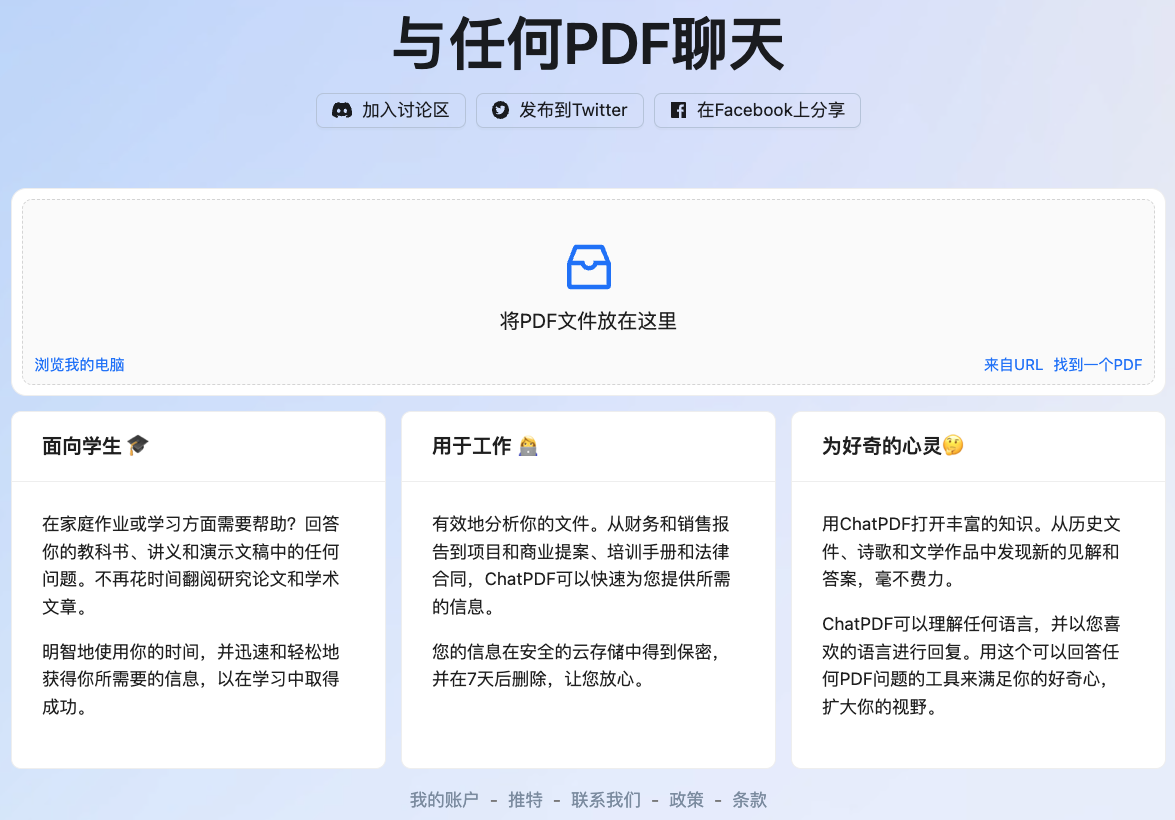 与任何PDF聊天
加入讨论区 发布到Twitter 在Facebook上分享
将PDF文件放在这里
浏览我的电脑 来自URL 找到一个PDF
面向学生🎓
在家庭作业或学习方面需要帮助？回答
你的教科书、讲义和演示文稿中的任何
问题。不再花时间翻阅研究论文和学术
文章。
明智地使用你的时间，并迅速和轻松地
获得你所需要的信息，以在学习中取得
成功。
用于工作🧑‍💻
有效地分析你的文件。从财务和销售报
告到项目和商业提案、培训手册和法律
合同，ChatPDF可以快速为您提供所需
的信息。
您的信息在安全的云存储中得到保密，
并在7天后删除，让您放心。
为好奇的心灵🤔
用ChatPDF打开丰富的知识。从历史文
件、诗歌和文学作品中发现新的见解和
答案，毫不费力。
ChatPDF可以理解任何语言，并以您喜
欢的语言进行回复。用这个可以回答任
何PDF问题的工具来满足你的好奇心，
扩大你的视野。
我的账户 - 推特 - 联系我们 - 政策 - 条款